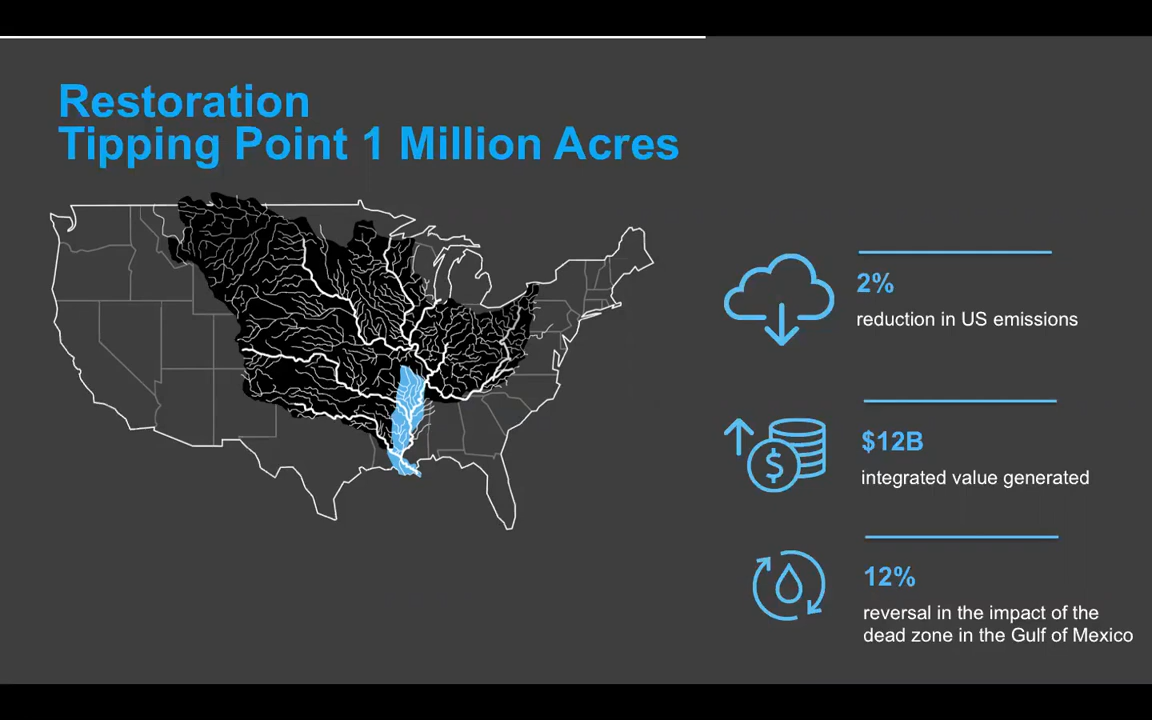 Restoration
Tipping Point 1 Million Acres
2%
reduction in US emissions
$12B
integrated value generated
12%
reversal in the impact of the
dead zone in the Gulf of Mexico